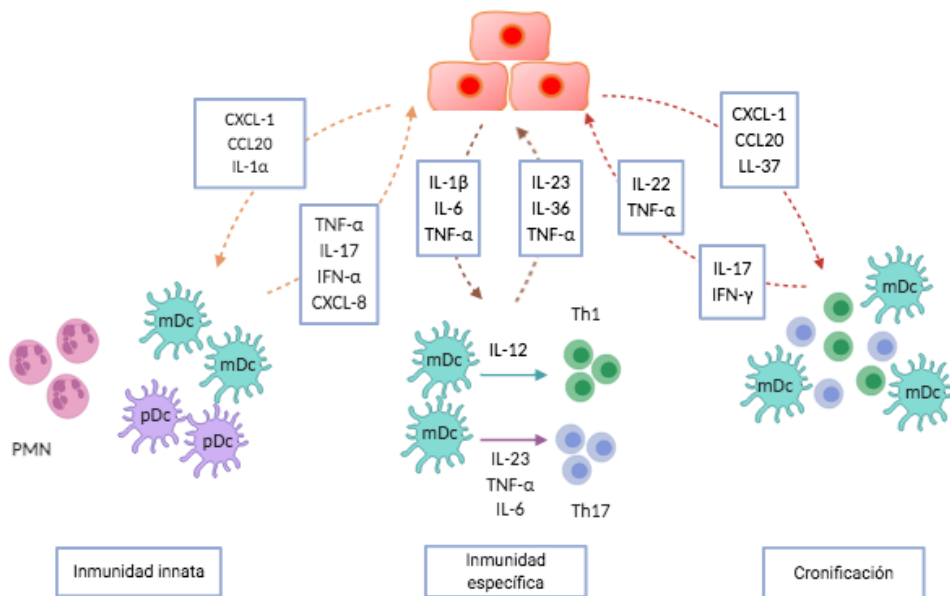 CXCL-1
CCL20
IL-1α
TNF-α
IL-17
IFN-α
CXCL-8
mDc
mDc
pDc
pDc
PMN
Inmunidad innata
IL-1β
IL-6
TNF-α
IL-23
IL-36
TNF-α
mDc
IL-12
Th1
mDc
IL-23
TNF-α
IL-6
Th17
Inmunidad
específica
CXCL-1
CCL20
LL-37
IL-22
TNF-α
IL-17
IFN-γ
mDc
mDc
mDc
Cronificación